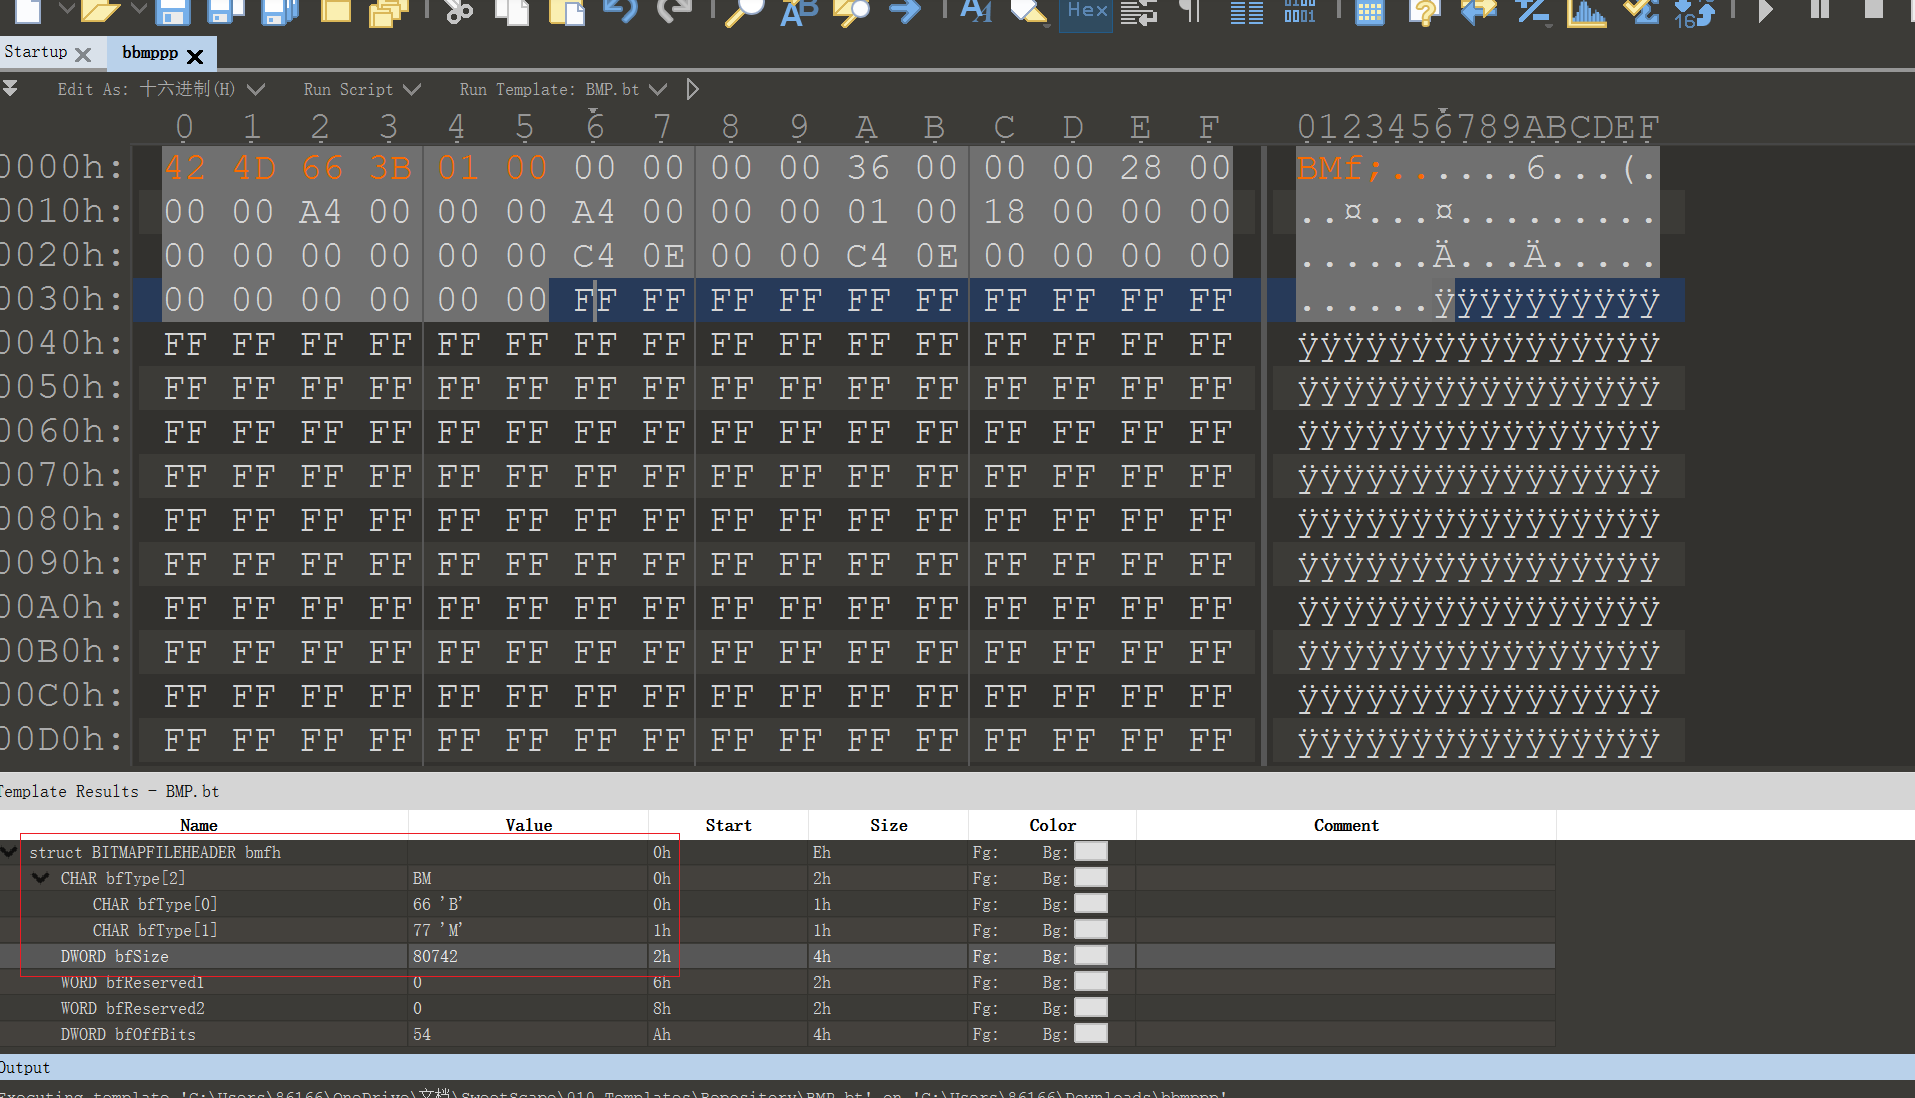 Hex
Startup bbmppp
Edit As: 十六进制(H) Run Script Run Template: BMP.bt
0 1 2 3 4 5 6 7 8 9 A B C D E F 0123456789ABCDEF
0000h: 42 4D 66 3B 01 00 00 00 00 00 36 00 00 00 28 00 BMf;......6...(.
0010h: 00 00 A4 00 00 00 A4 00 00 00 01 00 18 00 00 00 ..¤...¤.........
0020h: 00 00 00 00 00 00 C4 0E 00 00 C4 0E 00 00 00 00 ......Ä...Ä.....
0030h: 00 00 00 00 00 00 FF FF FF FF FF FF FF FF FF FF ......ÿÿÿÿÿÿÿÿÿÿ
0040h: FF FF FF FF FF FF FF FF FF FF FF FF FF FF FF FF ÿÿÿÿÿÿÿÿÿÿÿÿÿÿÿÿ
0050h: FF FF FF FF FF FF FF FF FF FF FF FF FF FF FF FF ÿÿÿÿÿÿÿÿÿÿÿÿÿÿÿÿ
0060h: FF FF FF FF FF FF FF FF FF FF FF FF FF FF FF FF ÿÿÿÿÿÿÿÿÿÿÿÿÿÿÿÿ
0070h: FF FF FF FF FF FF FF FF FF FF FF FF FF FF FF FF ÿÿÿÿÿÿÿÿÿÿÿÿÿÿÿÿ
0080h: FF FF FF FF FF FF FF FF FF FF FF FF FF FF FF FF ÿÿÿÿÿÿÿÿÿÿÿÿÿÿÿÿ
0090h: FF FF FF FF FF FF FF FF FF FF FF FF FF FF FF FF ÿÿÿÿÿÿÿÿÿÿÿÿÿÿÿÿ
00A0h: FF FF FF FF FF FF FF FF FF FF FF FF FF FF FF FF ÿÿÿÿÿÿÿÿÿÿÿÿÿÿÿÿ
00B0h: FF FF FF FF FF FF FF FF FF FF FF FF FF FF FF FF ÿÿÿÿÿÿÿÿÿÿÿÿÿÿÿÿ
00C0h: FF FF FF FF FF FF FF FF FF FF FF FF FF FF FF FF ÿÿÿÿÿÿÿÿÿÿÿÿÿÿÿÿ
00D0h: FF FF FF FF FF FF FF FF FF FF FF FF FF FF FF FF ÿÿÿÿÿÿÿÿÿÿÿÿÿÿÿÿ
Template Results - BMP.bt
Name Value Start Size Color Comment
struct BITMAPFILEHEADER bmfh 0h Eh Fg: Bg:
CHAR bfType[2] BM 0h 2h Fg: Bg:
CHAR bfType[0] 66 'B' 0h 1h Fg: Bg:
CHAR bfType[1] 77 'M' 1h 1h Fg: Bg:
DWORD bfSize 80742 2h 4h Fg: Bg:
WORD bfReserved1 0 6h 2h Fg: Bg:
WORD bfReserved2 0 8h 2h Fg: Bg:
DWORD bfOffBits 54 Ah 4h Fg: Bg:
Output
Executing template 'C:\Users\86166\OneDrive\文档\SweetScape\010 Templates\Repository\BMP.bt' on 'C:\Users\86166\Downloads\bbmppp'